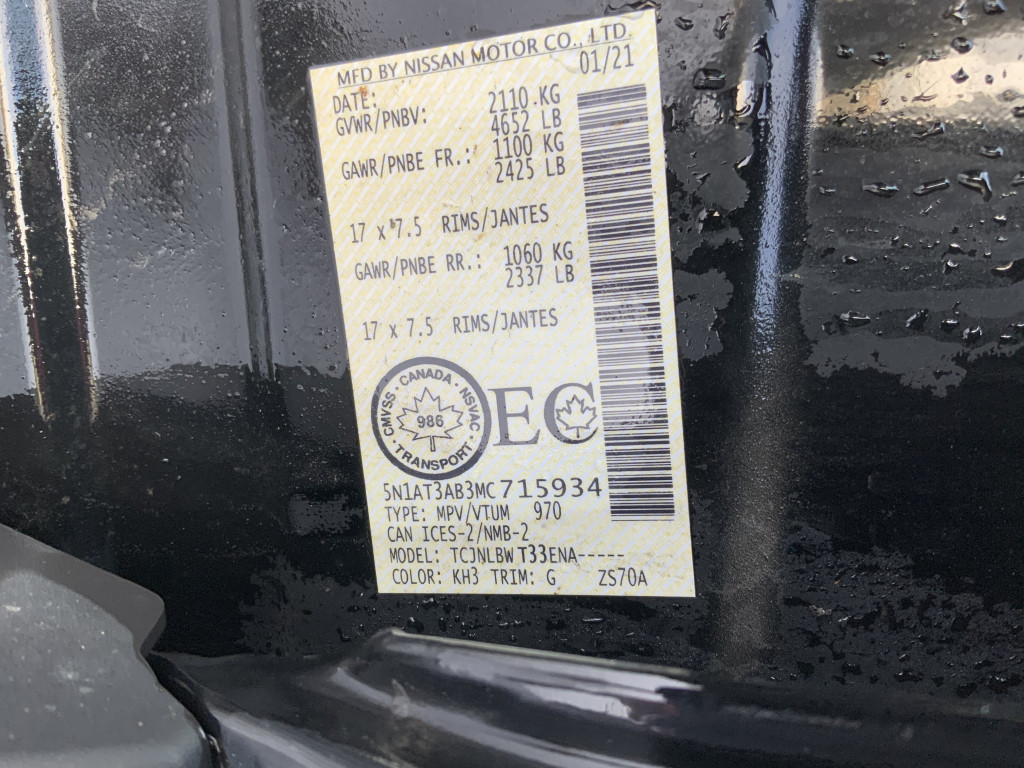 MFD BY NISSAN MOTOR CO., LTD.
DATE: 01/21
GVWR/PNBV: 2110 KG
4652 LB
GAWR/PNBE FR.: 1100 KG
2425 LB
17 x 7.5 RIMS/JANTES
GAWR/PNBE RR.: 1060 KG
2337 LB
17 x 7.5 RIMS/JANTES
CMVSS · CANADA · NSVAC · TRANSPORT ·
986
EC
5N1AT3AB3MC715934
TYPE: MPV/VTUM 970
CAN ICES-2/NMB-2
MODEL: TCJNLBWT33ENA-----
COLOR: KH3 TRIM: G ZS70A